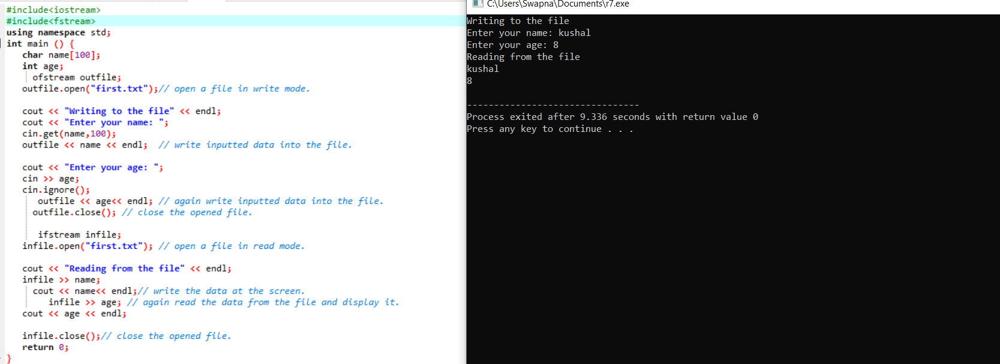 #include<iostream>
#include<fstream>
using namespace std;
int main () {
char name[100];
int age;
ofstream outfile;
outfile.open("first.txt");// open a file in write mode.
cout << "Writing to the file" << endl;
cout << "Enter your name: ";
cin.get(name,100);
outfile << name << endl;  // write inputted data into the file.
cout << "Enter your age: ";
cin >> age;
cin.ignore();
outfile << age<< endl; // again write inputted data into the file.
outfile.close(); // close the opened file.
ifstream infile;
infile.open("first.txt"); // open a file in read mode.
cout << "Reading from the file" << endl;
infile >> name;
cout << name<< endl;// write the data at the screen.
infile >> age; // again read the data from the file and display it.
cout << age << endl;
infile.close();// close the opened file.
return 0;
}
C:\Users\Swapna\Documents\r7.exe
Writing to the file
Enter your name: kushal
Enter your age: 8
Reading from the file
kushal
8
--------------------------------
Process exited after 9.336 seconds with return value 0
Press any key to continue . . .